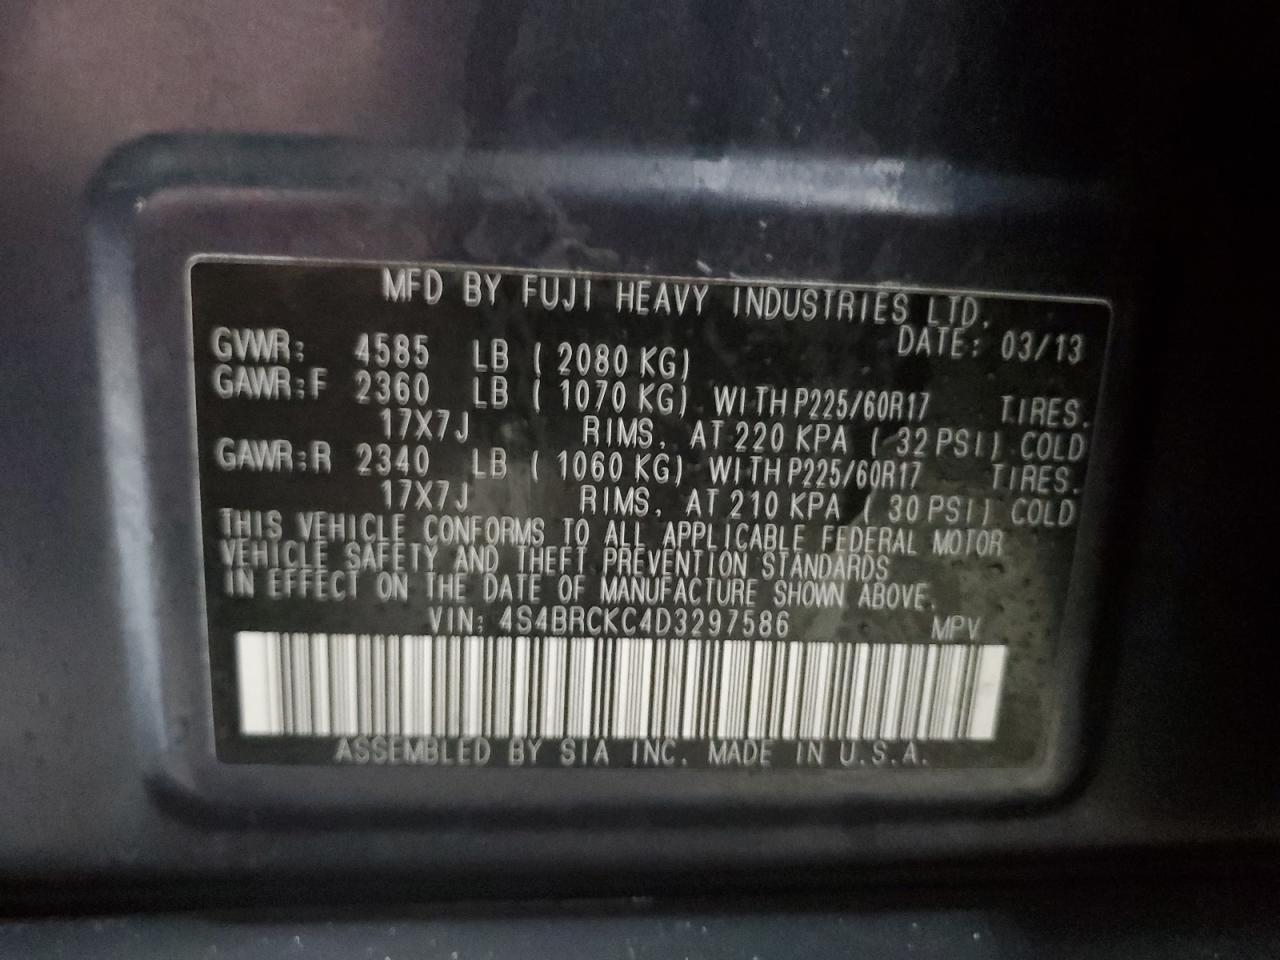 MFD BY FUJI HEAVY INDUSTRIES LTD.
DATE: 03/13
GVWR: 4585 LB ( 2080 KG)
GAWR:F 2360 LB ( 1070 KG) WITH P225/60R17 TIRES.
17X7J RIMS, AT 220 KPA ( 32 PSI) COLD
GAWR:R 2340 LB ( 1060 KG) WITH P225/60R17 TIRES.
17X7J RIMS, AT 210 KPA ( 30 PSI) COLD
THIS VEHICLE CONFORMS TO ALL APPLICABLE FEDERAL MOTOR
VEHICLE SAFETY AND THEFT PREVENTION STANDARDS
IN EFFECT ON THE DATE OF MANUFACTURE SHOWN ABOVE.
VIN: 4S4BRCKC4D3297586 MPV
ASSEMBLED BY SIA INC. MADE IN U.S.A.